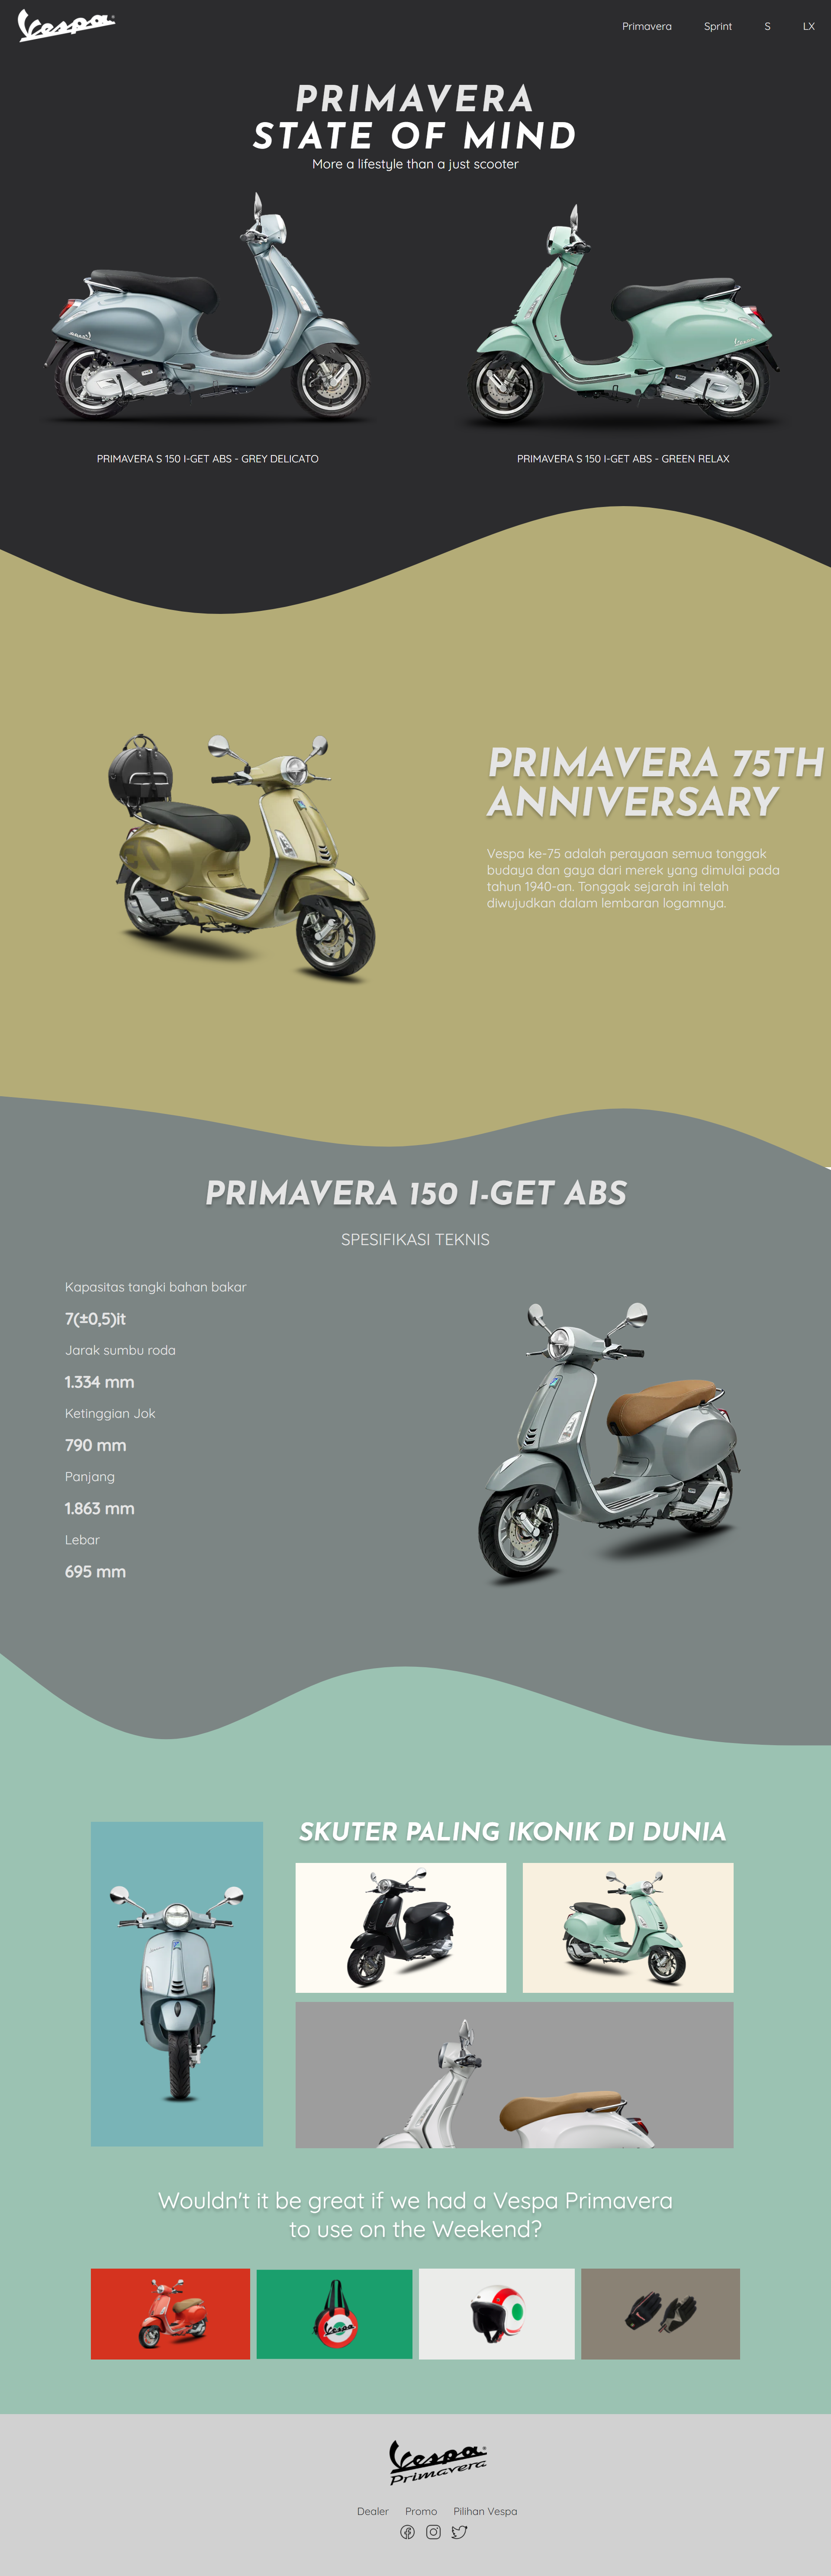 Vespa
Primavera Sprint S LX
PRIMAVERA
STATE OF MIND
More a lifestyle than a just scooter
PRIMAVERA S 150 I-GET ABS - GREY DELICATO
PRIMAVERA S 150 I-GET ABS - GREEN RELAX
PRIMAVERA 75TH
ANNIVERSARY
Vespa ke-75 adalah perayaan semua tonggak
budaya dan gaya dari merek yang dimulai pada
tahun 1940-an. Tonggak sejarah ini telah
diwujudkan dalam lembaran logamnya.
PRIMAVERA 150 I-GET ABS
SPESIFIKASI TEKNIS
Kapasitas tangki bahan bakar
7(±0,5)it
Jarak sumbu roda
1.334 mm
Ketinggian Jok
790 mm
Panjang
1.863 mm
Lebar
695 mm
SKUTER PALING IKONIK DI DUNIA
Wouldn't it be great if we had a Vespa Primavera
to use on the Weekend?
Vespa
Vespa
Primavera
Dealer Promo Pilihan Vespa